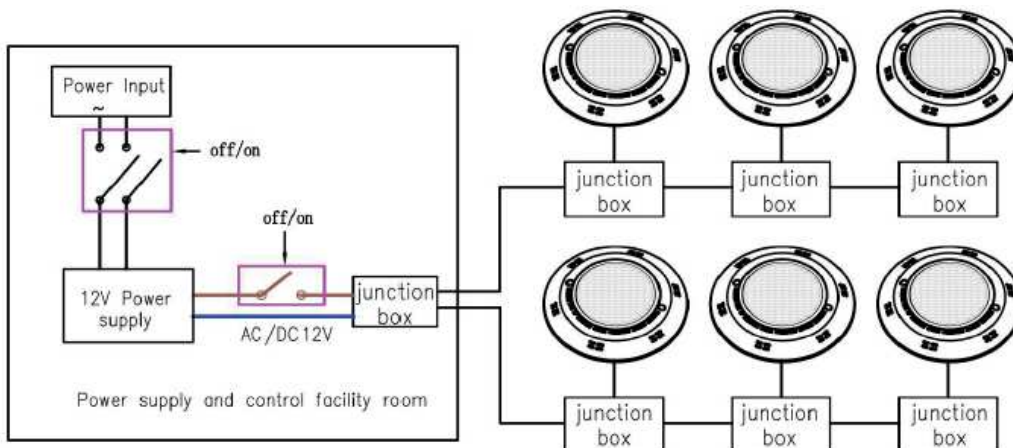 Power Input
~
off/on
off/on
12V Power
supply
AC/DC12V
junction
box
Power supply and control facility room
junction
box
junction
box
junction
box
junction
box
junction
box
junction
box